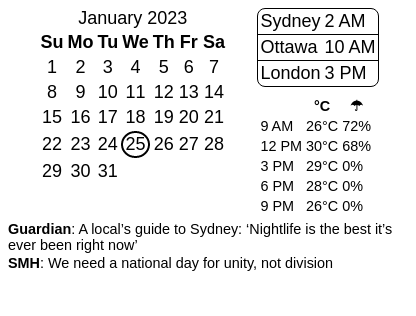 January 2023
Su Mo Tu We Th Fr Sa
1 2 3 4 5 6 7
8 9 10 11 12 13 14
15 16 17 18 19 20 21
22 23 24 25 26 27 28
29 30 31
Sydney 2 AM
Ottawa 10 AM
London 3 PM
°C ☂
9 AM 26°C 72%
12 PM 30°C 68%
3 PM 29°C 0%
6 PM 28°C 0%
9 PM 26°C 0%
Guardian: A local’s guide to Sydney: ‘Nightlife is the best it’s
ever been right now’
SMH: We need a national day for unity, not division